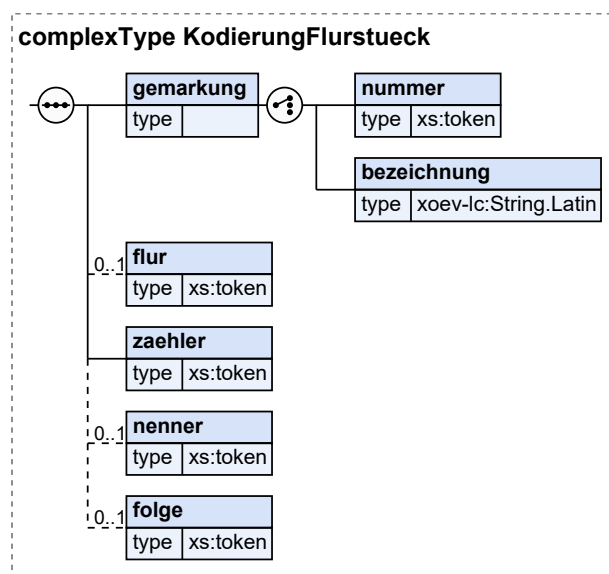 complexType KodierungFlurstueck
gemarkung
type
nummer
type xs:token
bezeichnung
type xoev-lc:String.Latin
0..1
flur
type xs:token
zaehler
type xs:token
0..1
nenner
type xs:token
0..1
folge
type xs:token